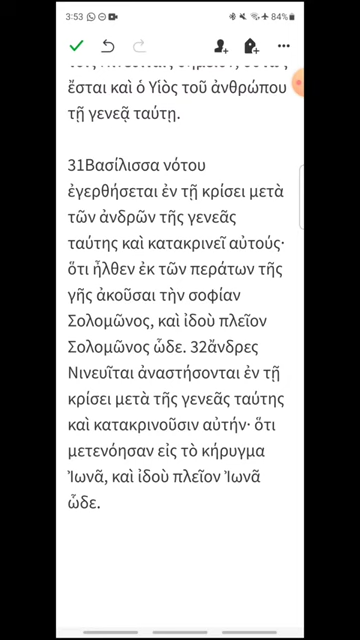 3:53
84%
ἔσται καὶ ὁ Υἱὸς τοῦ ἀνθρώπου
τῇ γενεᾷ ταύτῃ.
31Βασίλισσα νότου
ἐγερθήσεται ἐν τῇ κρίσει μετὰ
τῶν ἀνδρῶν τῆς γενεᾶς
ταύτης καὶ κατακρινεῖ αὐτούς·
ὅτι ἦλθεν ἐκ τῶν περάτων τῆς
γῆς ἀκοῦσαι τὴν σοφίαν
Σολομῶνος, καὶ ἰδοὺ πλεῖον
Σολομῶνος ὧδε. 32ἄνδρες
Νινευῖται ἀναστήσονται ἐν τῇ
κρίσει μετὰ τῆς γενεᾶς ταύτης
καὶ κατακρινοῦσιν αὐτήν· ὅτι
μετενόησαν εἰς τὸ κήρυγμα
Ἰωνᾶ, καὶ ἰδοὺ πλεῖον Ἰωνᾶ
ὧδε.